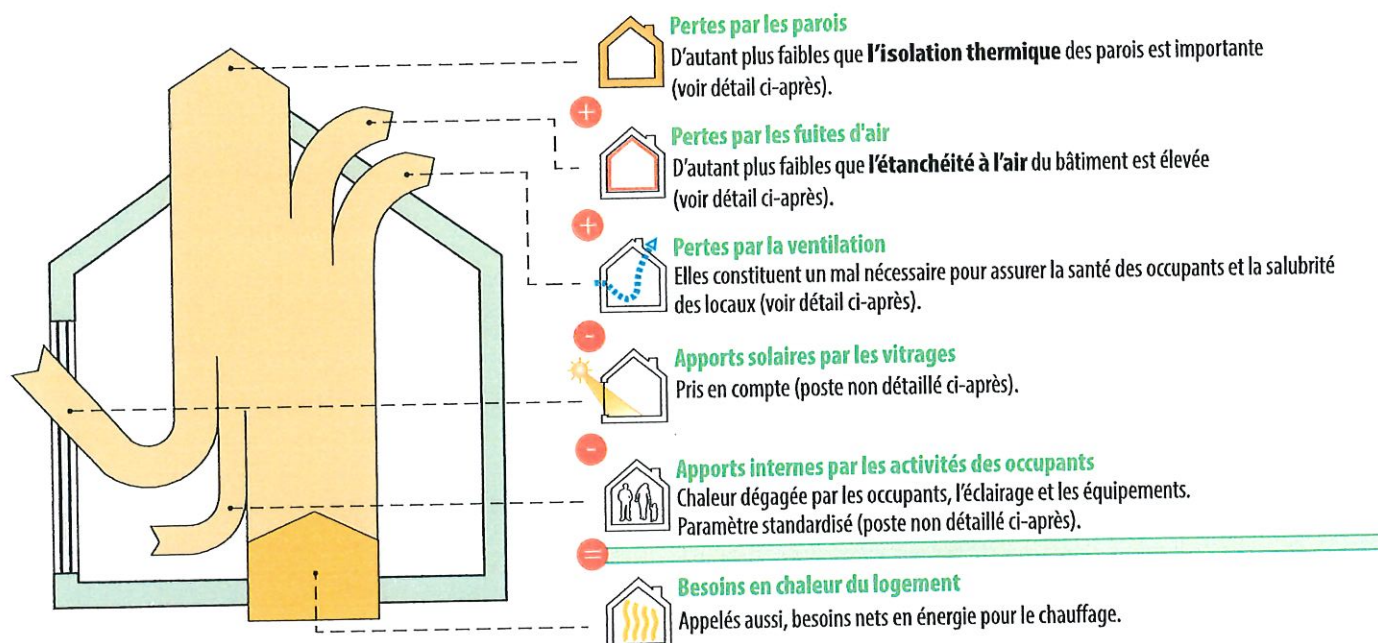 Pertes par les parois
D'autant plus faibles que l'isolation thermique des parois est importante
(voir détail ci-après).
+
Pertes par les fuites d'air
D'autant plus faibles que l'étanchéité à l'air du bâtiment est élevée
(voir détail ci-après).
+
Pertes par la ventilation
Elles constituent un mal nécessaire pour assurer la santé des occupants et la salubrité
des locaux (voir détail ci-après).
-
Apports solaires par les vitrages
Pris en compte (poste non détaillé ci-après).
-
Apports internes par les activités des occupants
Chaleur dégagée par les occupants, l'éclairage et les équipements.
Paramètre standardisé (poste non détaillé ci-après).
=
Besoins en chaleur du logement
Appelés aussi, besoins nets en énergie pour le chauffage.